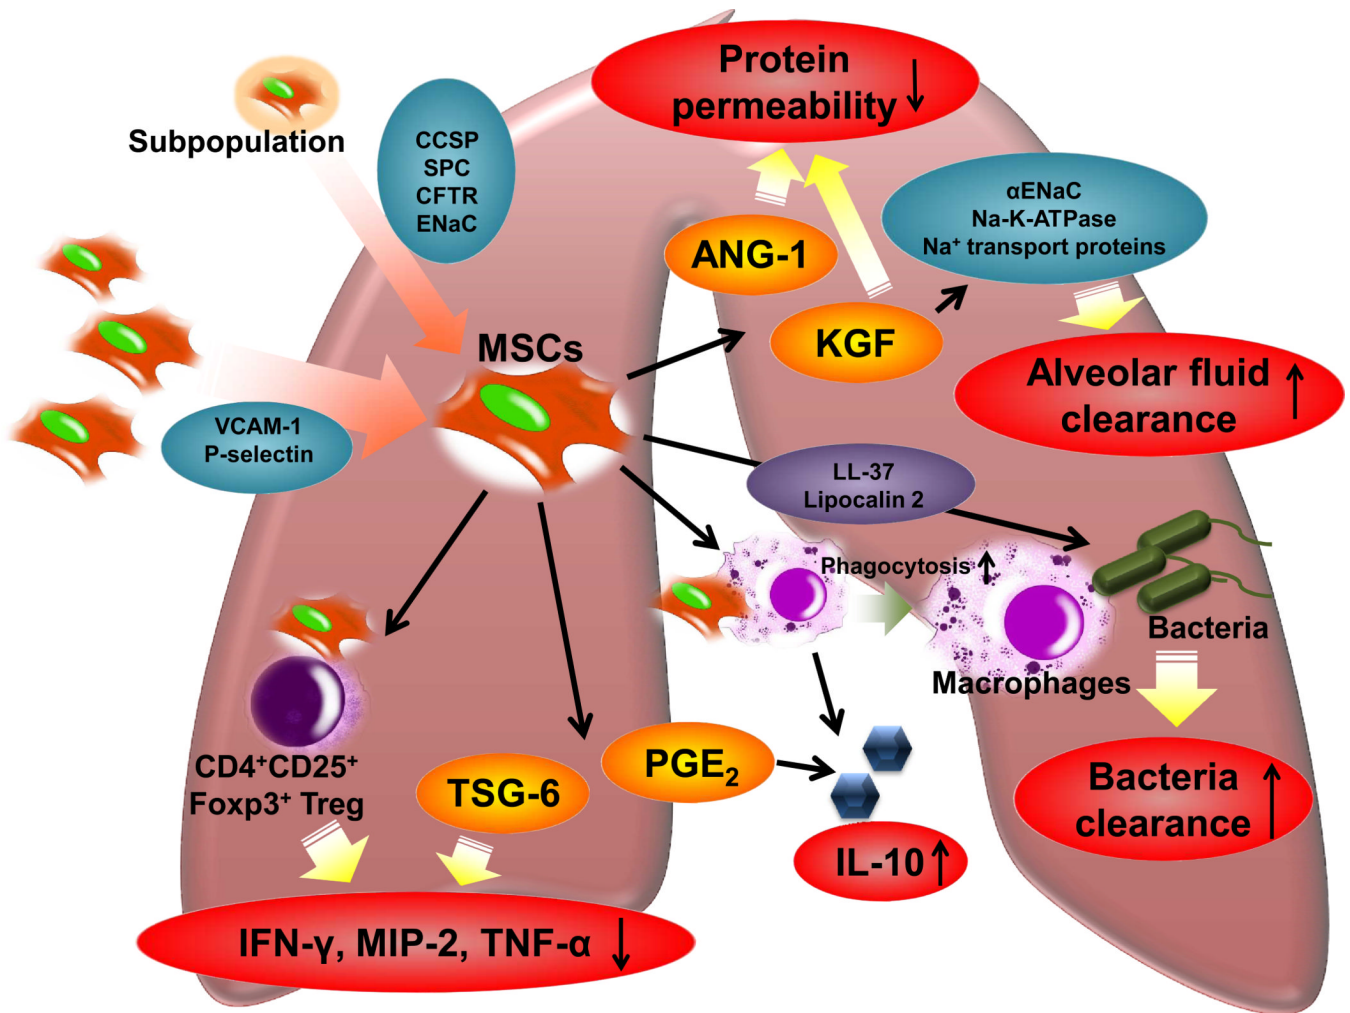 Protein
permeability
Subpopulation
CCSP
SPC
CFTR
ENaC
αENaC
Na-K-ATPase
Na⁺ transport proteins
ANG-1
KGF
MSCs
Alveolar fluid
clearance
VCAM-1
P-selectin
LL-37
Lipocalin 2
Phagocytosis
Bacteria
Macrophages
CD4⁺CD25⁺
Foxp3⁺ Treg
TSG-6
PGE₂
Bacteria
clearance
IL-10
IFN-γ, MIP-2, TNF-α